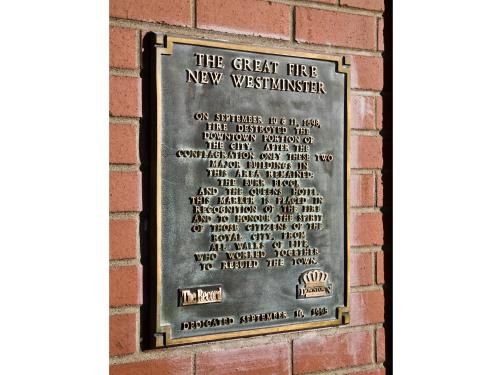 THE GREAT FIRE
NEW WESTMINSTER
ON SEPTEMBER 10 & 11, 1898,
FIRE DESTROYED THE
DOWNTOWN PORTION OF
THE CITY. AFTER THE
CONFLAGRATION ONLY THESE TWO
MAJOR BUILDINGS IN
THIS AREA REMAINED:
THE BURR BLOCK
AND THE QUEENS HOTEL.
THIS MARKER IS PLACED IN
RECOGNITION OF THE FIRE
AND TO HONOUR THE SPIRIT
OF THOSE CITIZENS OF THE
ROYAL CITY, FROM
ALL WALKS OF LIFE,
WHO WORKED TOGETHER
TO REBUILD THE TOWN.
The Record
DOWNTOWN
DEDICATED SEPTEMBER 10, 1998